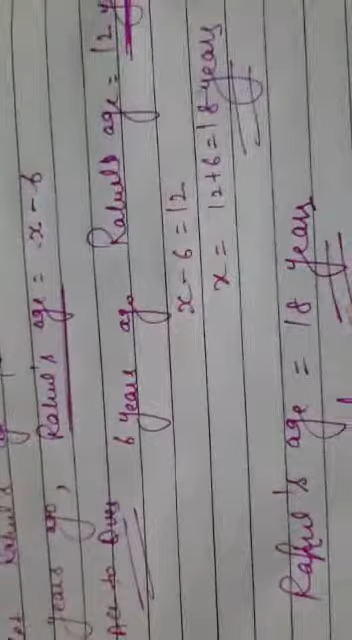 Rahul's
years ago, Rahul's age = x - 6
6 years ago Rahul's age = 12 y
x - 6 = 12
x = 12 + 6 = 18 years
Rahul's age = 18 years